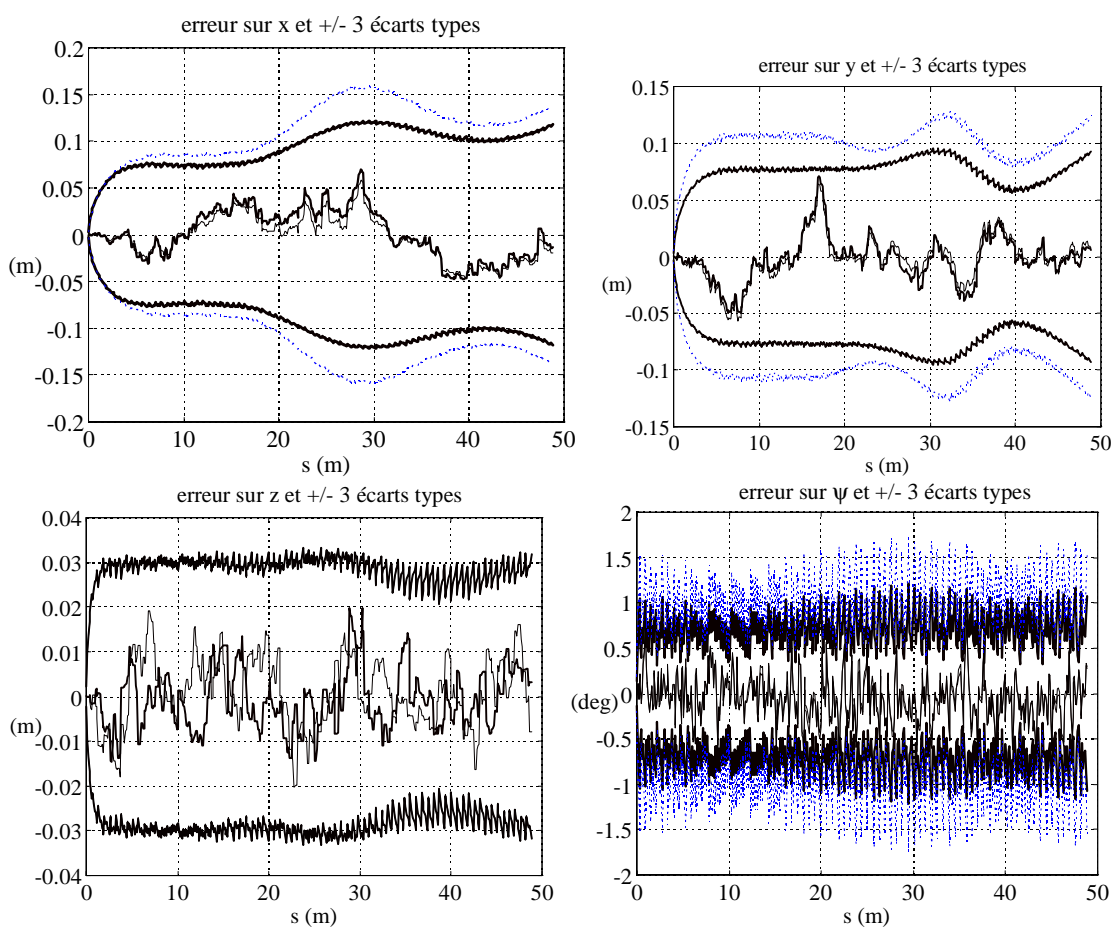 erreur sur x et +/- 3 écarts types
0.2
0.15
0.1
0.05
0
(m)
-0.05
-0.1
-0.15
-0.2
0 10 20 30 40 50
s (m)
erreur sur y et +/- 3 écarts types
0.15
0.1
0.05
0
(m)
-0.05
-0.1
-0.15
0 10 20 30 40 50
s (m)
erreur sur z et +/- 3 écarts types
0.04
0.03
0.02
0.01
0
(m)
-0.01
-0.02
-0.03
-0.04
0 10 20 30 40 50
s (m)
erreur sur ψ et +/- 3 écarts types
2
1.5
1
0.5
0
(deg)
-0.5
-1
-1.5
-2
0 10 20 30 40 50
s (m)